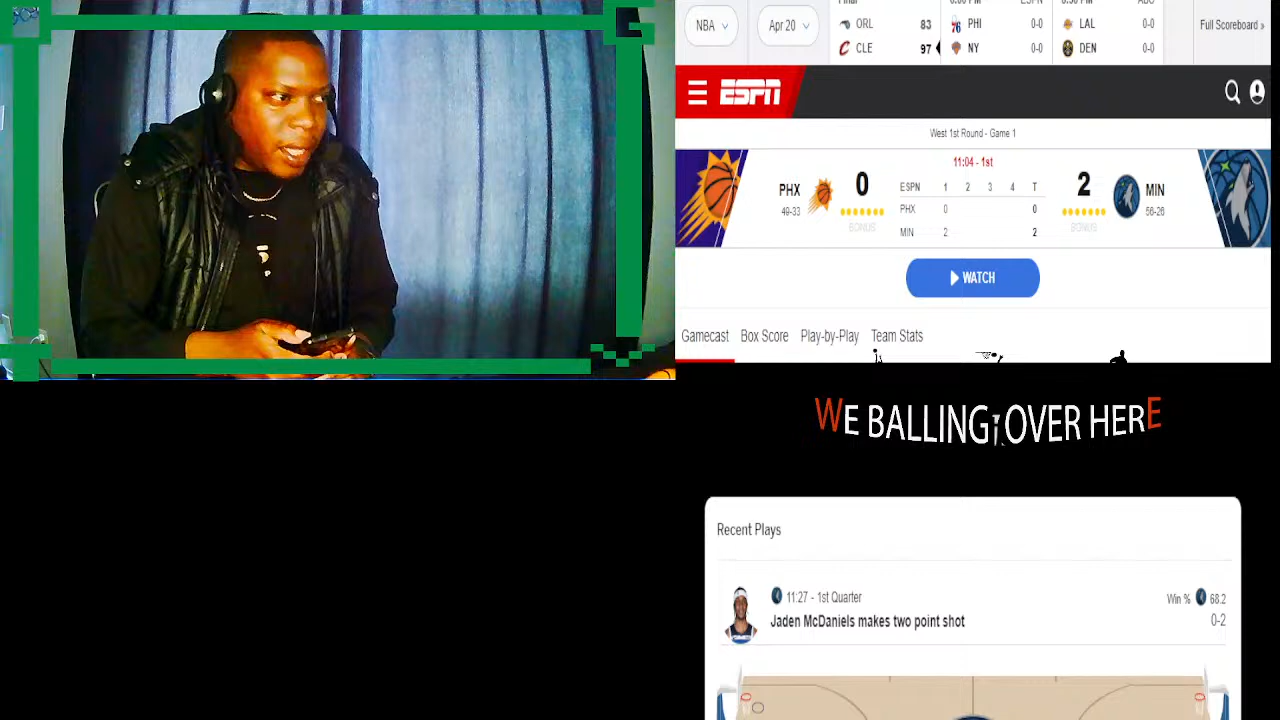 NBA
Apr 20
ORL 83
CLE 97
PHI 0-0
NY 0-0
LAL 0-0
DEN 0-0
Full Scoreboard »
ESPN
West 1st Round - Game 1
PHX
49-33
0
BONUS
11:04 - 1st
ESPN 1 2 3 4 T
PHX 0 0
MIN 2 2
2
BONUS
MIN
56-26
WATCH
Gamecast Box Score Play-by-Play Team Stats
WE BALLING OVER HERE
Recent Plays
11:27 - 1st Quarter
Jaden McDaniels makes two point shot
Win % 68.2
0-2